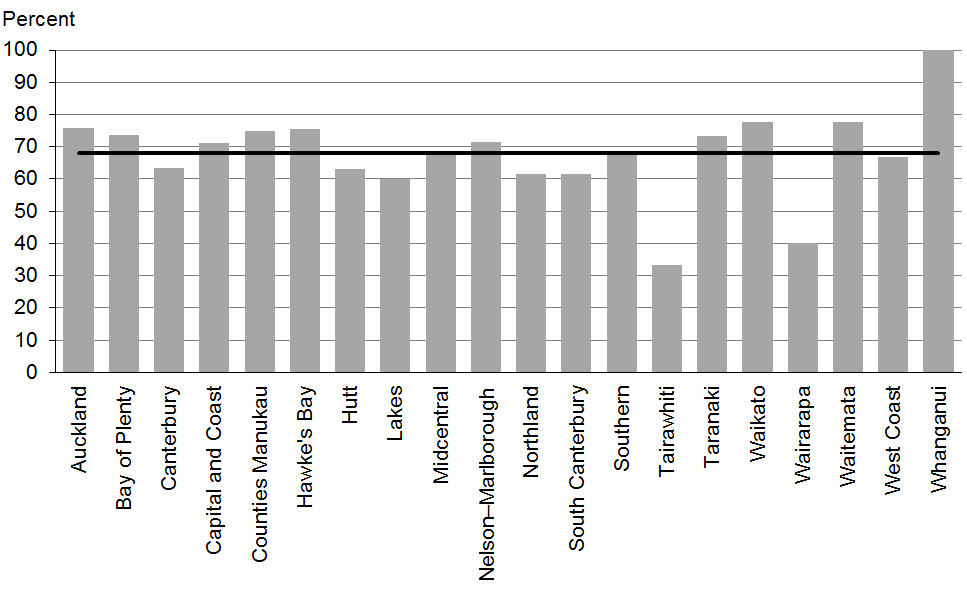 Percent
100
90
80
70
60
50
40
30
20
10
0
Auckland
Bay of Plenty
Canterbury
Capital and Coast
Counties Manukau
Hawke's Bay
Hutt
Lakes
Midcentral
Nelson–Marlborough
Northland
South Canterbury
Southern
Tairawhiti
Taranaki
Waikato
Wairarapa
Waitemata
West Coast
Whanganui